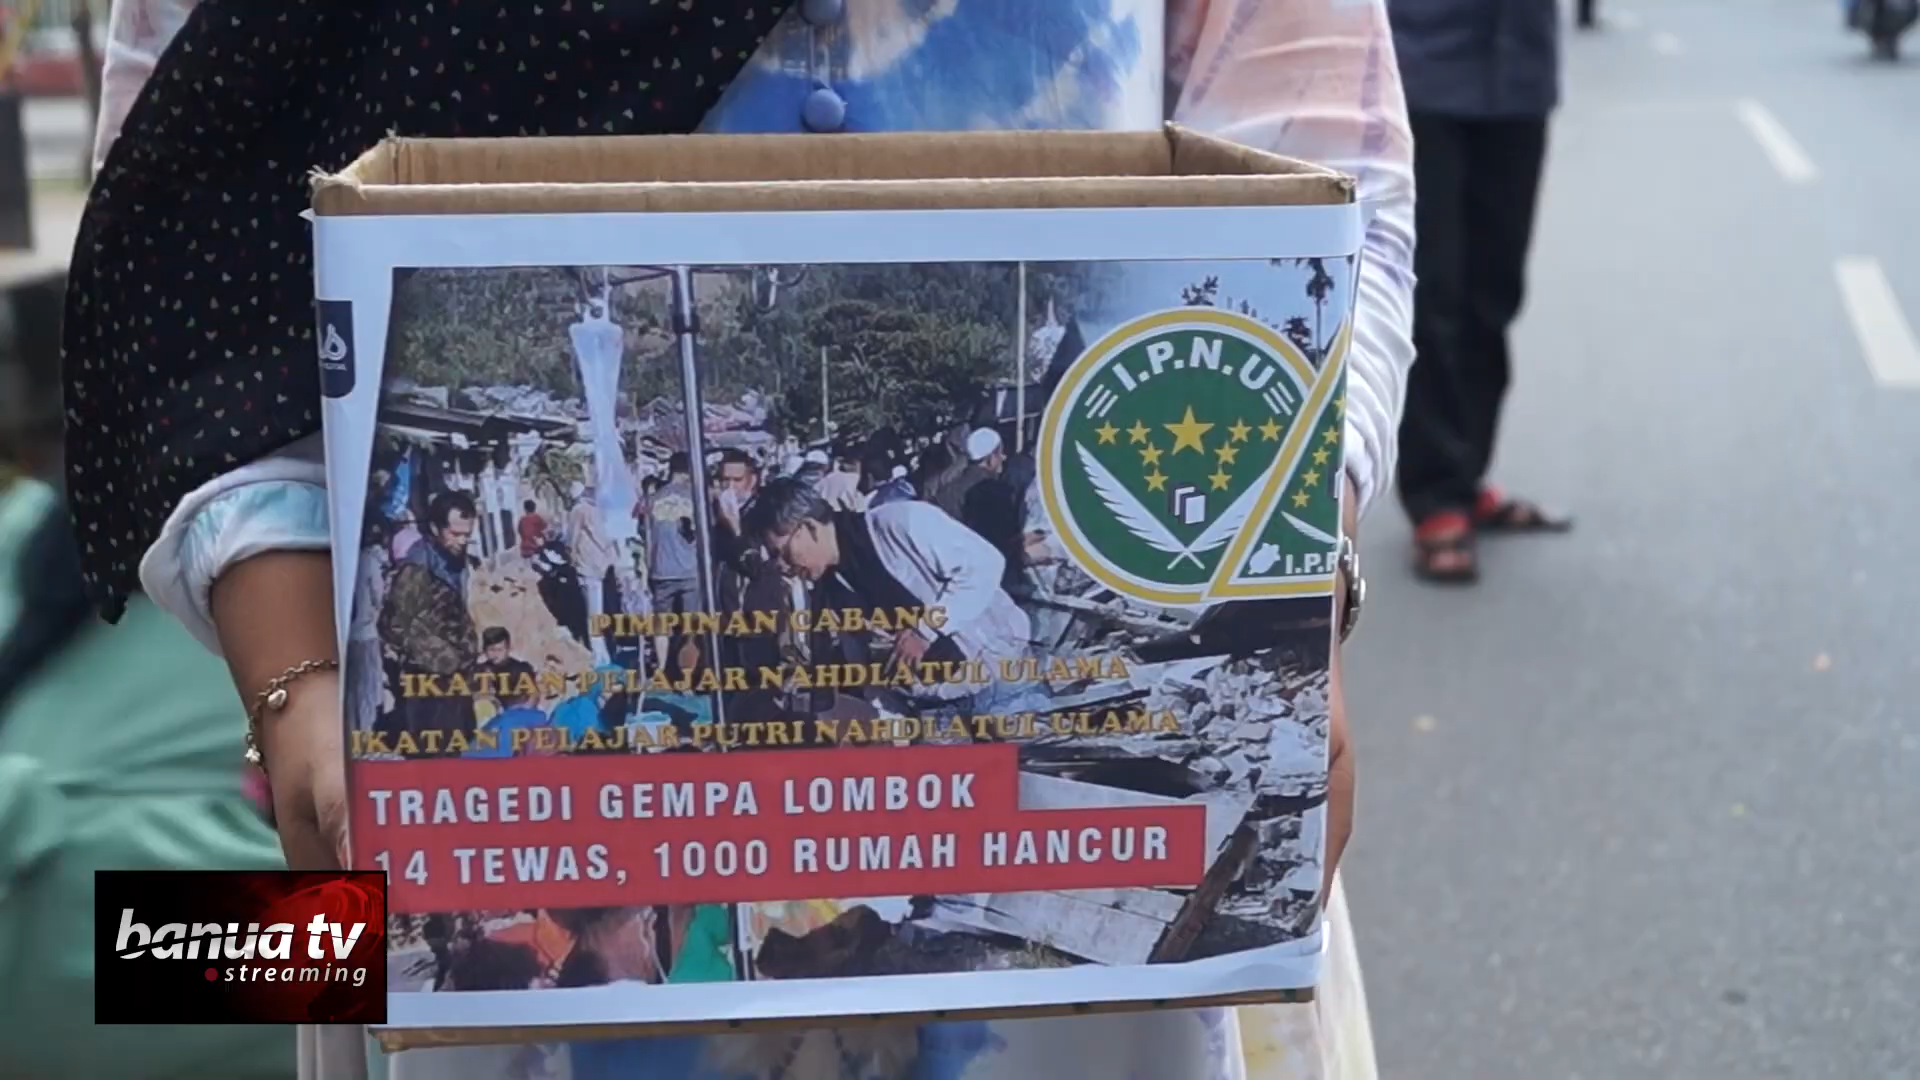 I.P.N.U
I.P.P
PIMPINAN CABANG
IKATIAN PELAJAR NAHDLATUL ULAMA
IKATAN PELAJAR PUTRI NAHDLATUL ULAMA
TRAGEDI GEMPA LOMBOK
14 TEWAS, 1000 RUMAH HANCUR
banua tv
streaming